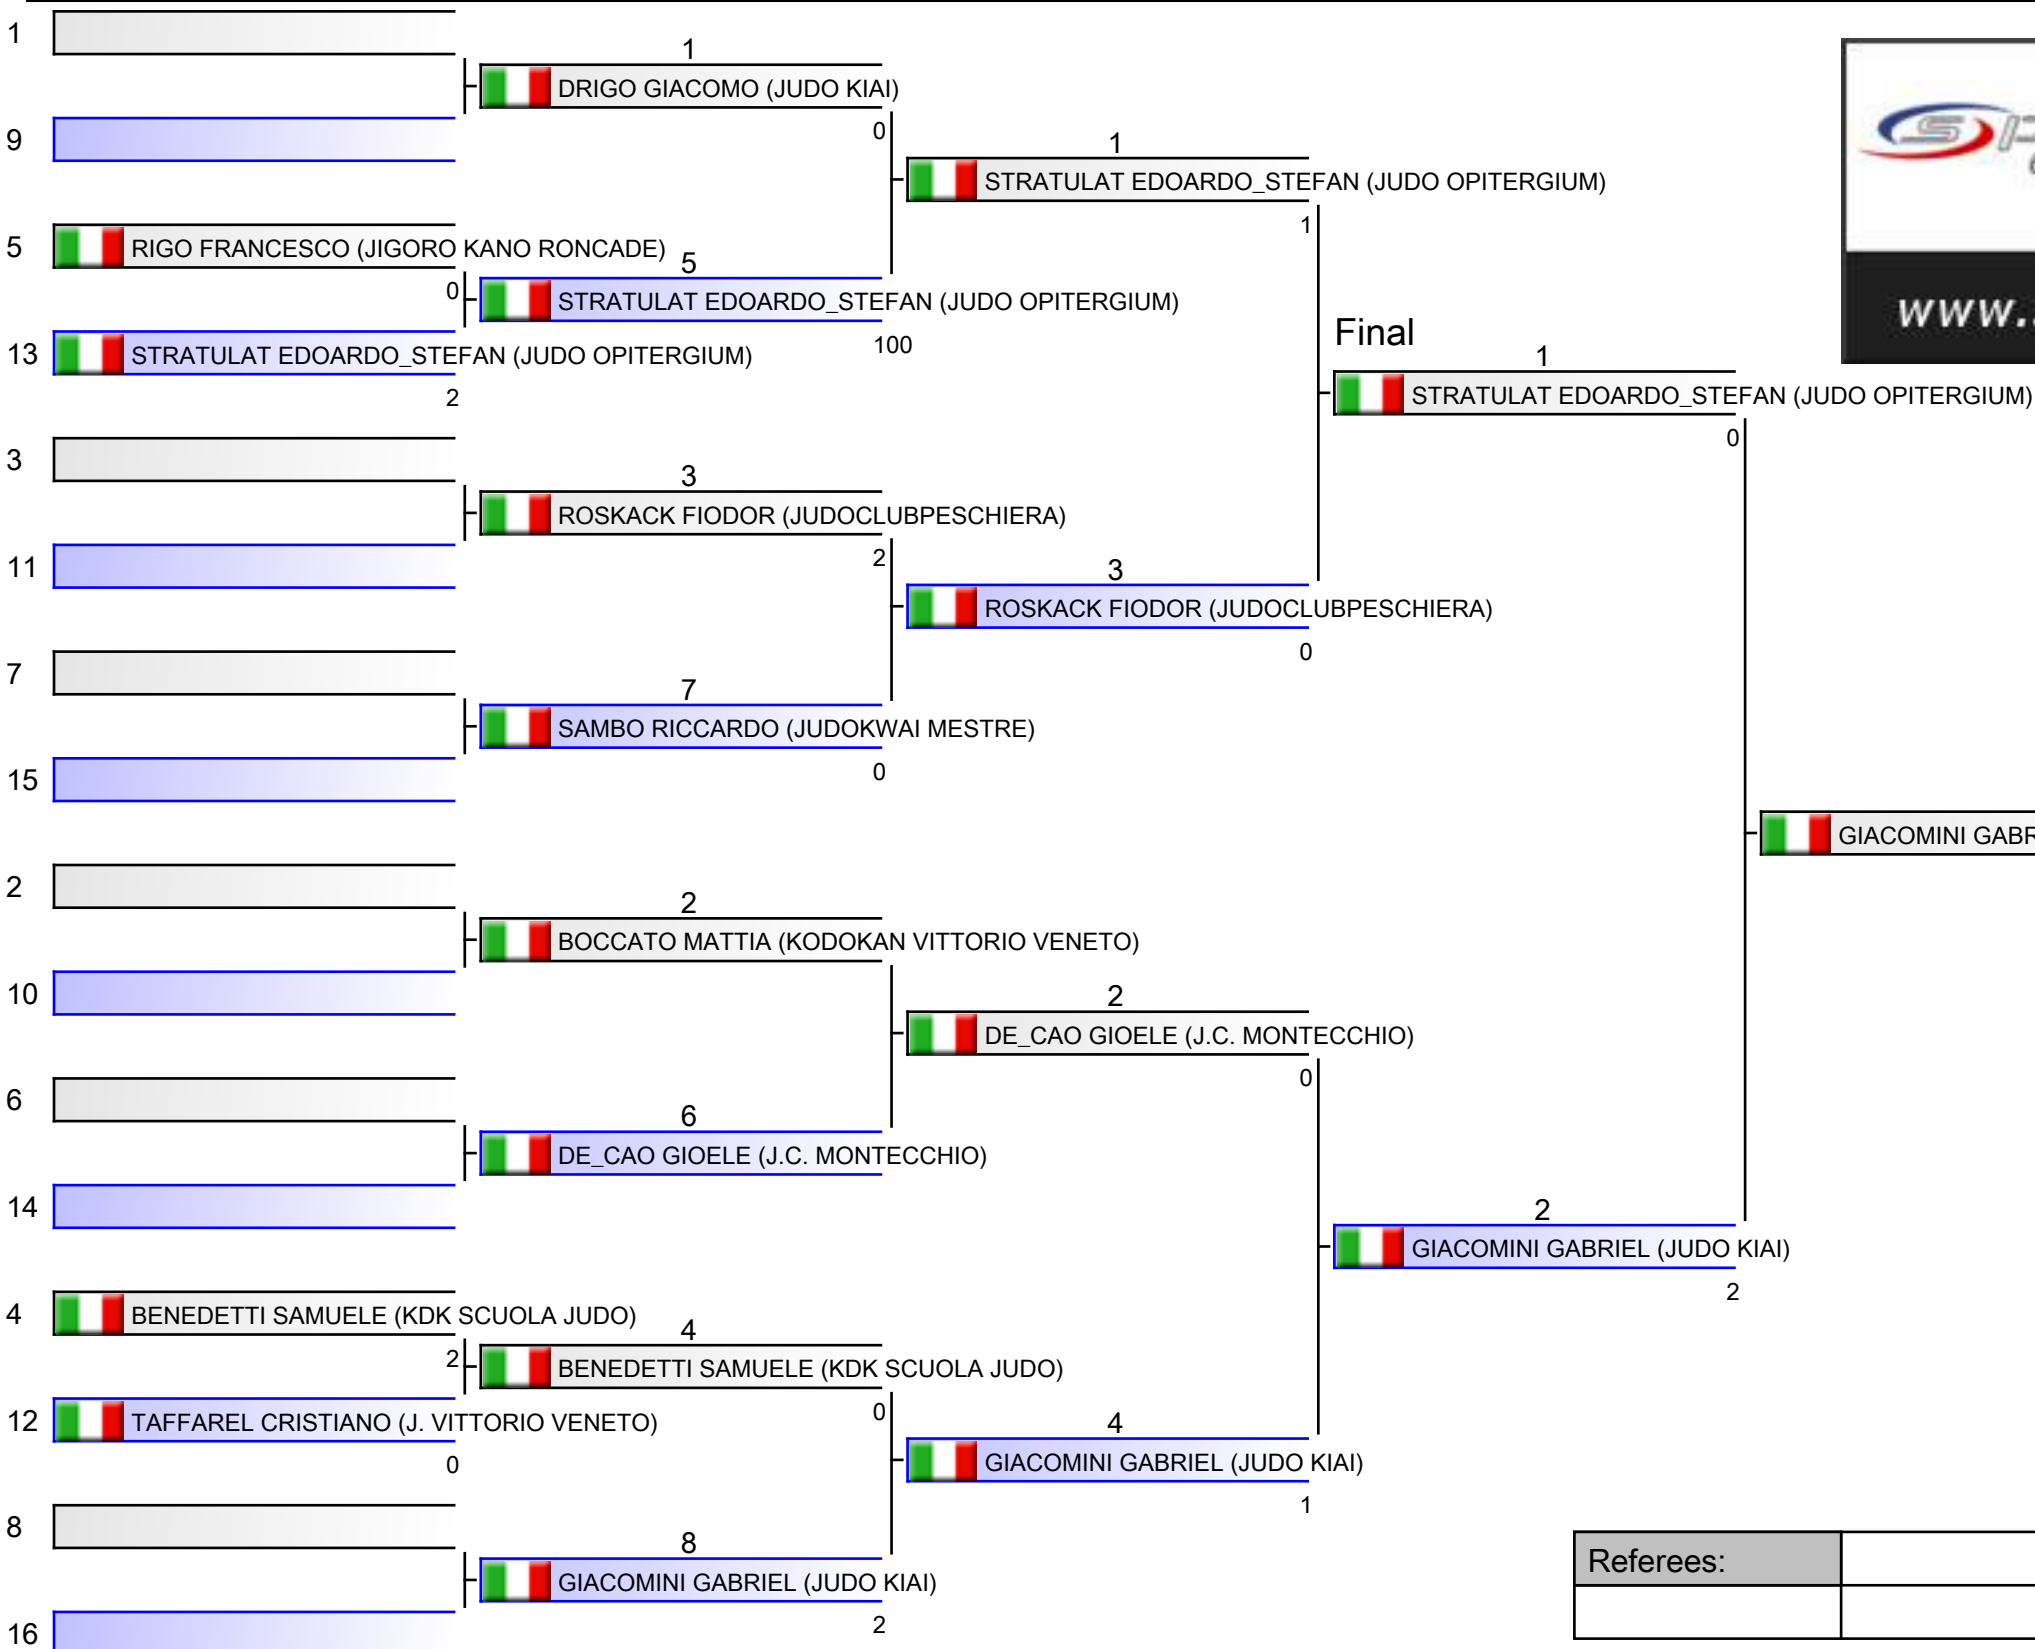 1
1
DRIGO GIACOMO (JUDO KIAI)
0
9
1
STRATULAT EDOARDO_STEFAN (JUDO OPITERGIUM)
1
5
RIGO FRANCESCO (JIGORO KANO RONCADE)
0
5
STRATULAT EDOARDO_STEFAN (JUDO OPITERGIUM)
100
13
STRATULAT EDOARDO_STEFAN (JUDO OPITERGIUM)
2
Final
1
STRATULAT EDOARDO_STEFAN (JUDO OPITERGIUM)
0
www.
3
3
ROSKACK FIODOR (JUDOCLUBPESCHIERA)
2
11
3
ROSKACK FIODOR (JUDOCLUBPESCHIERA)
0
7
7
SAMBO RICCARDO (JUDOKWAI MESTRE)
0
15
GIACOMINI GABR
2
2
BOCCATO MATTIA (KODOKAN VITTORIO VENETO)
10
2
DE_CAO GIOELE (J.C. MONTECCHIO)
0
6
6
DE_CAO GIOELE (J.C. MONTECCHIO)
14
2
GIACOMINI GABRIEL (JUDO KIAI)
2
4
BENEDETTI SAMUELE (KDK SCUOLA JUDO)
2
4
BENEDETTI SAMUELE (KDK SCUOLA JUDO)
0
12
TAFFAREL CRISTIANO (J. VITTORIO VENETO)
0
4
GIACOMINI GABRIEL (JUDO KIAI)
1
8
8
GIACOMINI GABRIEL (JUDO KIAI)
2
16
Referees: